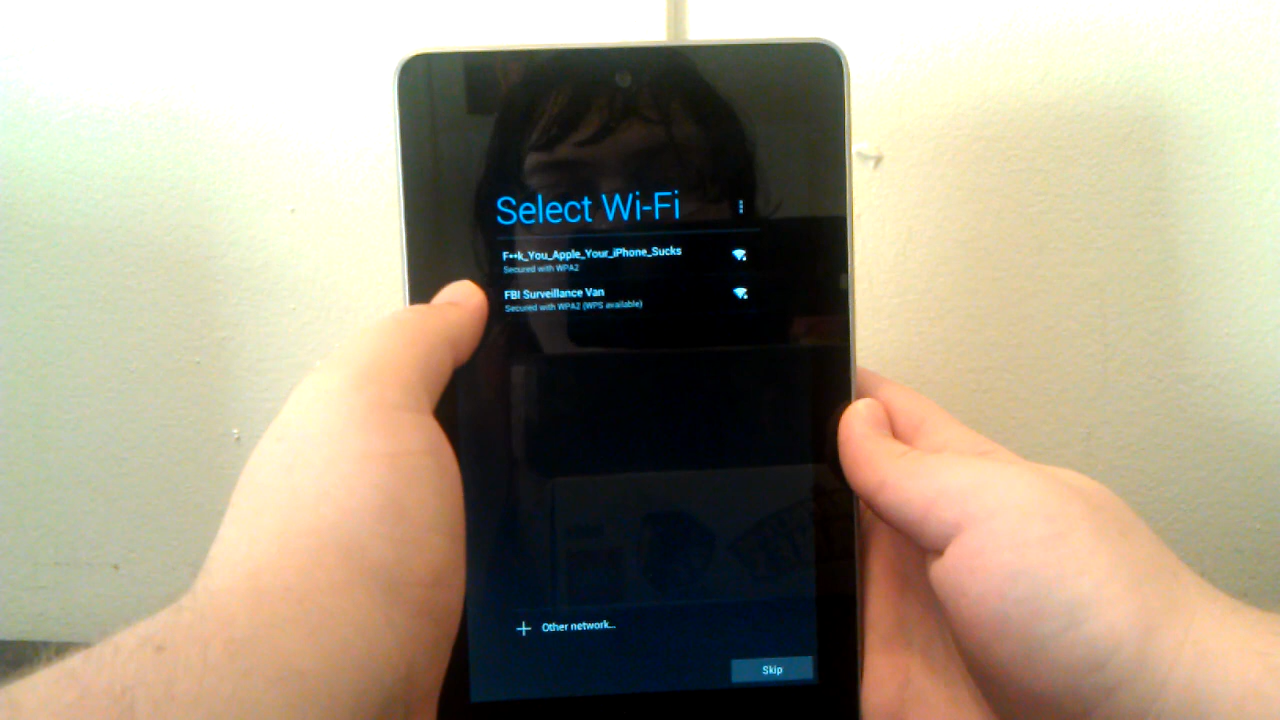 Select Wi-Fi
F**k_You_Apple_Your_iPhone_Sucks
Secured with WPA2
FBI Surveillance Van
Secured with WPA2 (WPS available)
Other network...
Skip